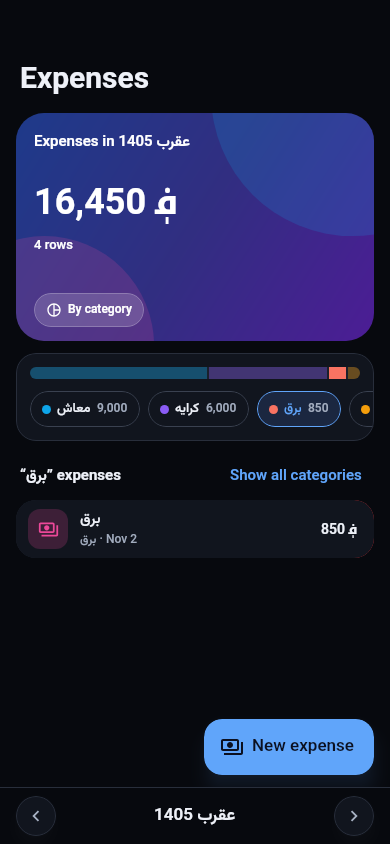 Expenses
Expenses in عقرب 1405
16,450 ؋
4 rows
By category
معاش 9,000
کرایه 6,000
برق 850
“برق” expenses
Show all categories
برق
برق · Nov 2
850 ؋
New expense
عقرب 1405